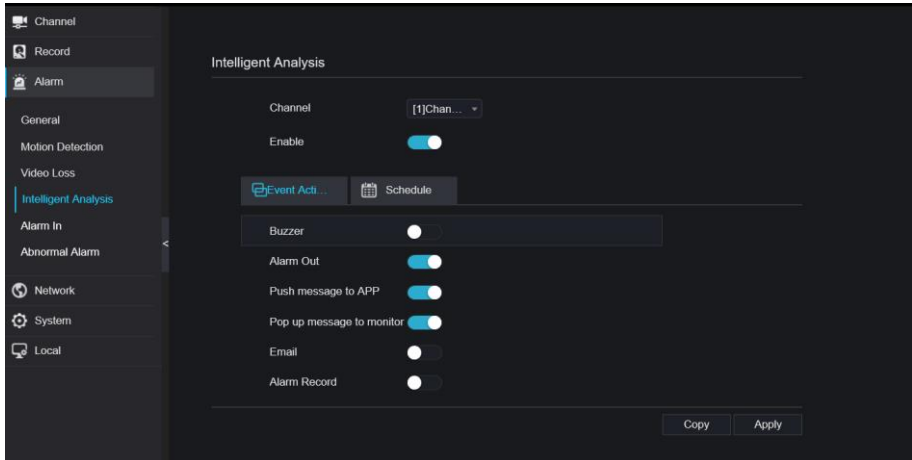 Channel
Record
Alarm
General
Motion Detection
Video Loss
Intelligent Analysis
Alarm In
Abnormal Alarm
Network
System
Local
<
Intelligent Analysis
Channel [1]Chan...
Enable
Event Acti... Schedule
Buzzer
Alarm Out
Push message to APP
Pop up message to monitor
Email
Alarm Record
Copy Apply